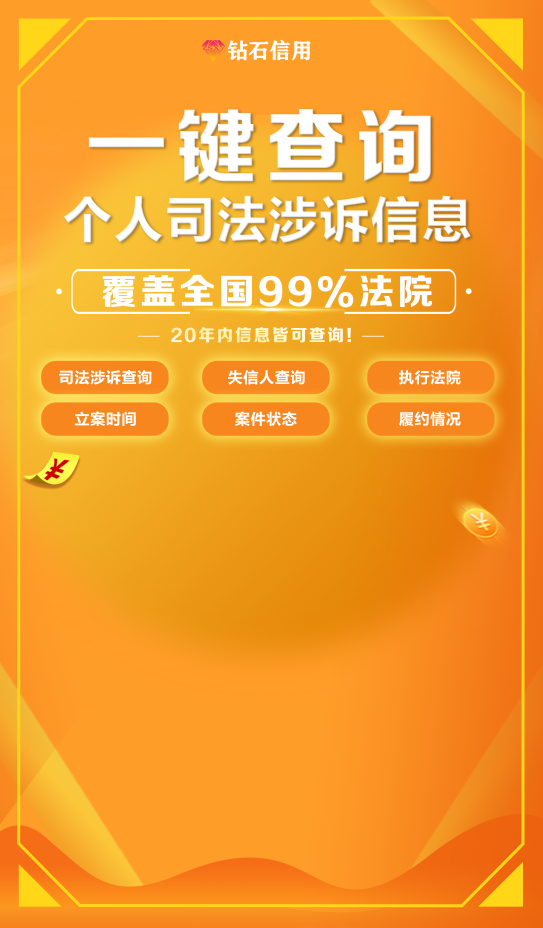 钻石信用
一键查询
个人司法涉诉信息
覆盖全国99%法院
20年内信息皆可查询!
司法涉诉查询 失信人查询 执行法院
立案时间 案件状态 履约情况
¥
¥